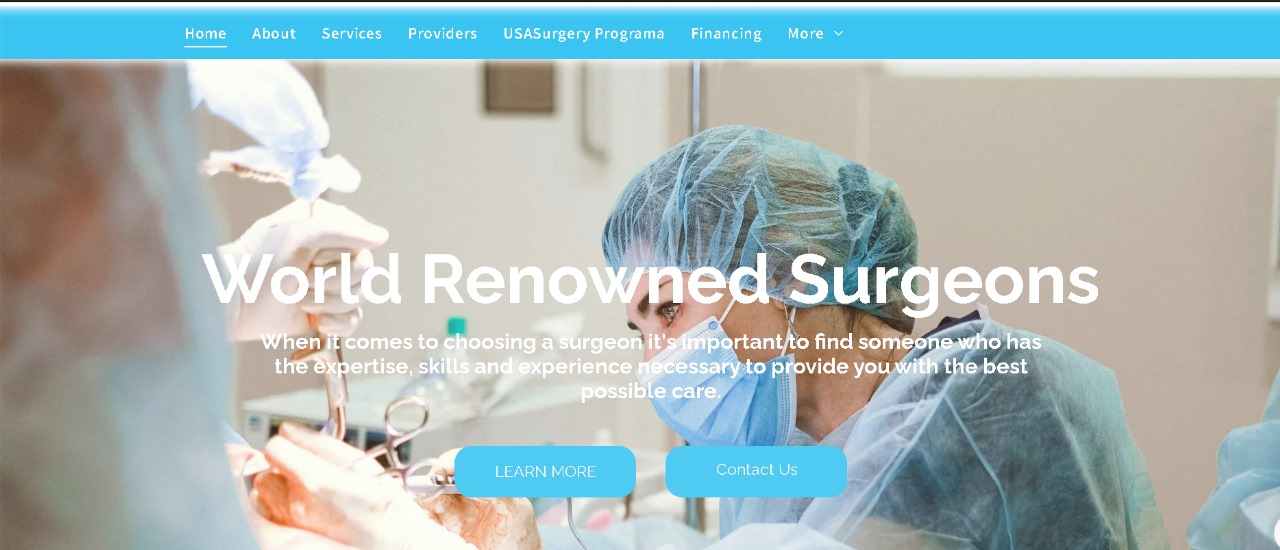 Home About Services Providers USASurgery Programa Financing More
World Renowned Surgeons
When it comes to choosing a surgeon it's important to find someone who has
the expertise, skills and experience necessary to provide you with the best
possible care.
LEARN MORE Contact Us